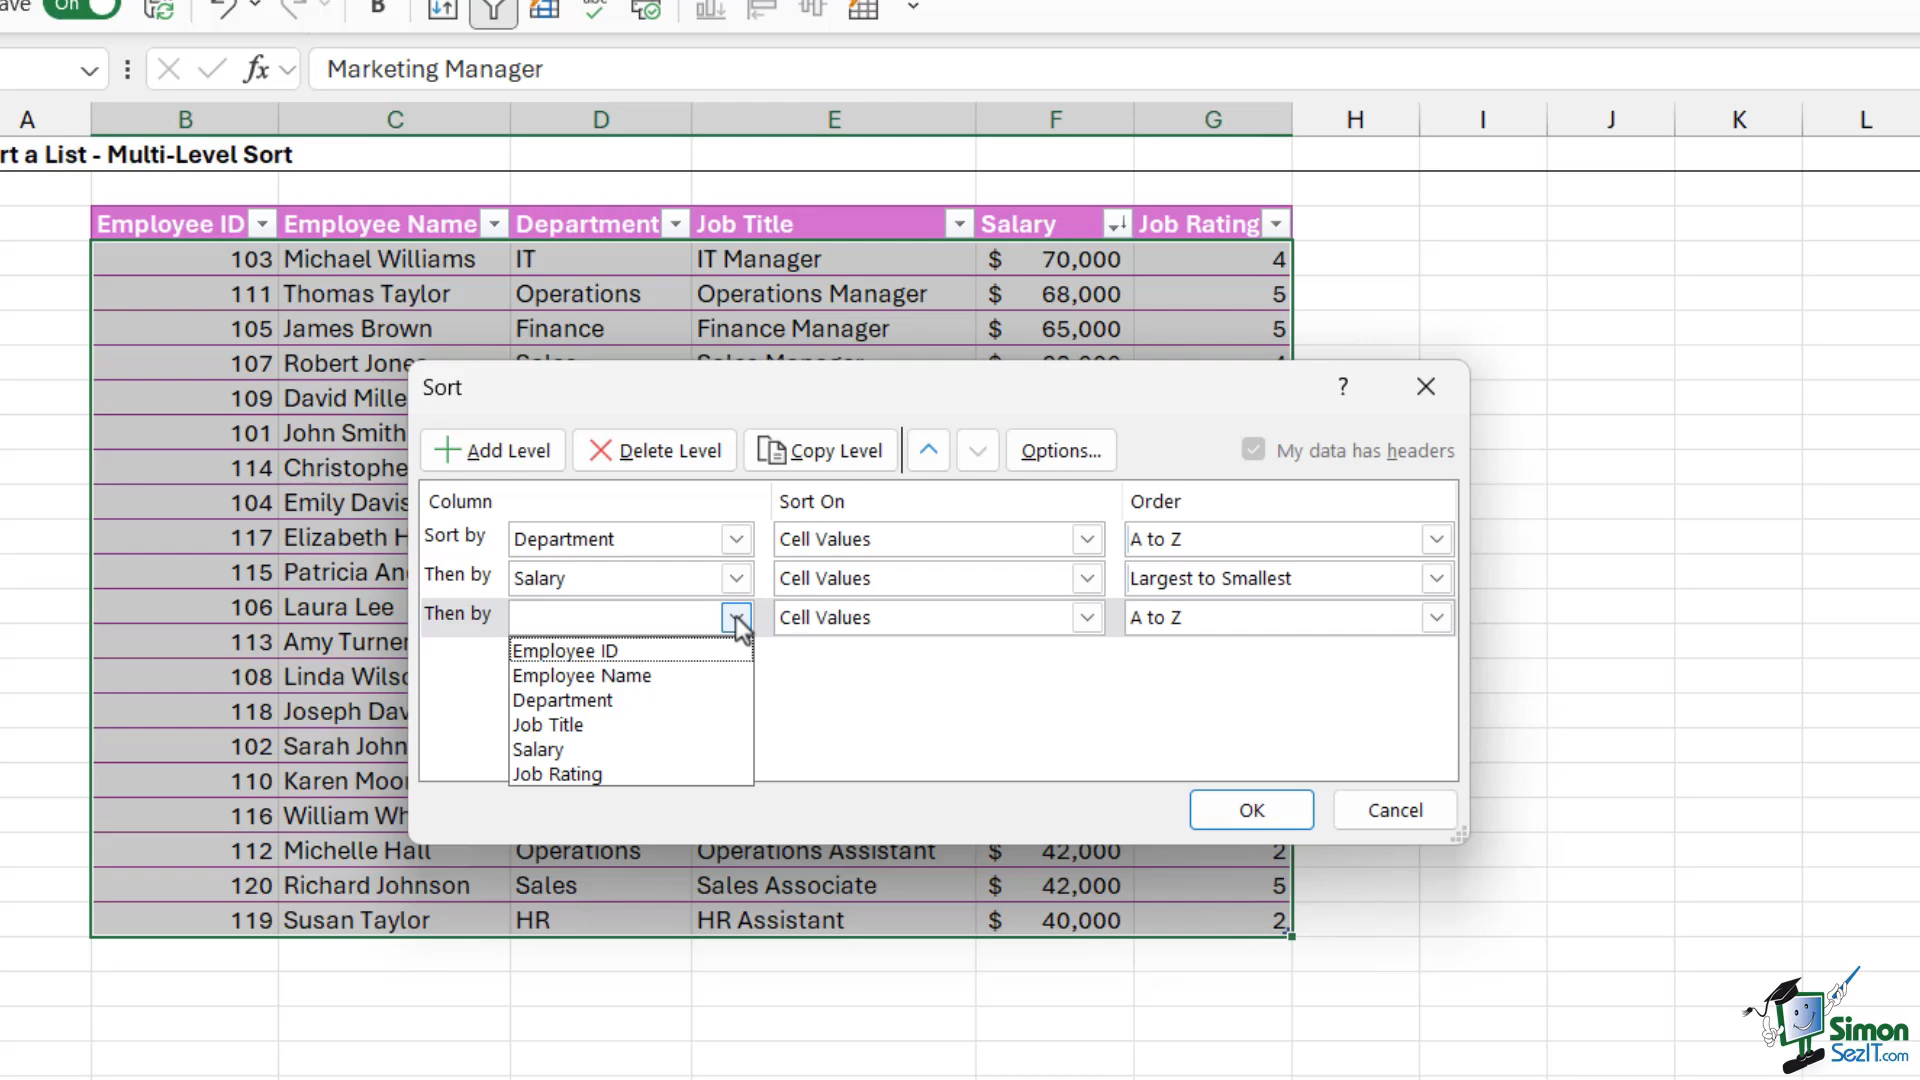 ave On B abc
fx Marketing Manager
A B C D E F G H I J K L
rt a List - Multi-Level Sort
Employee ID Employee Name Department Job Title Salary Job Rating
103 Michael Williams IT IT Manager $ 70,000 4
111 Thomas Taylor Operations Operations Manager $ 68,000 5
105 James Brown Finance Finance Manager $ 65,000 5
107 Robert Jone
109 David Mille
101 John Smith
114 Christophe
104 Emily Davis
117 Elizabeth H
115 Patricia An
106 Laura Lee
113 Amy Turner
108 Linda Wils
118 Joseph Dav
102 Sarah John
110 Karen Moor
116 William Wh
112 Michelle Hall Operations Operations Assistant $ 42,000 2
120 Richard Johnson Sales Sales Associate $ 42,000 5
119 Susan Taylor HR HR Assistant $ 40,000 2
Sort ?
Add Level Delete Level Copy Level Options... My data has headers
Column Sort On Order
Sort by Department Cell Values A to Z
Then by Salary Cell Values Largest to Smallest
Then by Cell Values A to Z
Employee ID
Employee Name
Department
Job Title
Salary
Job Rating
OK Cancel
Simon
SezIT.com